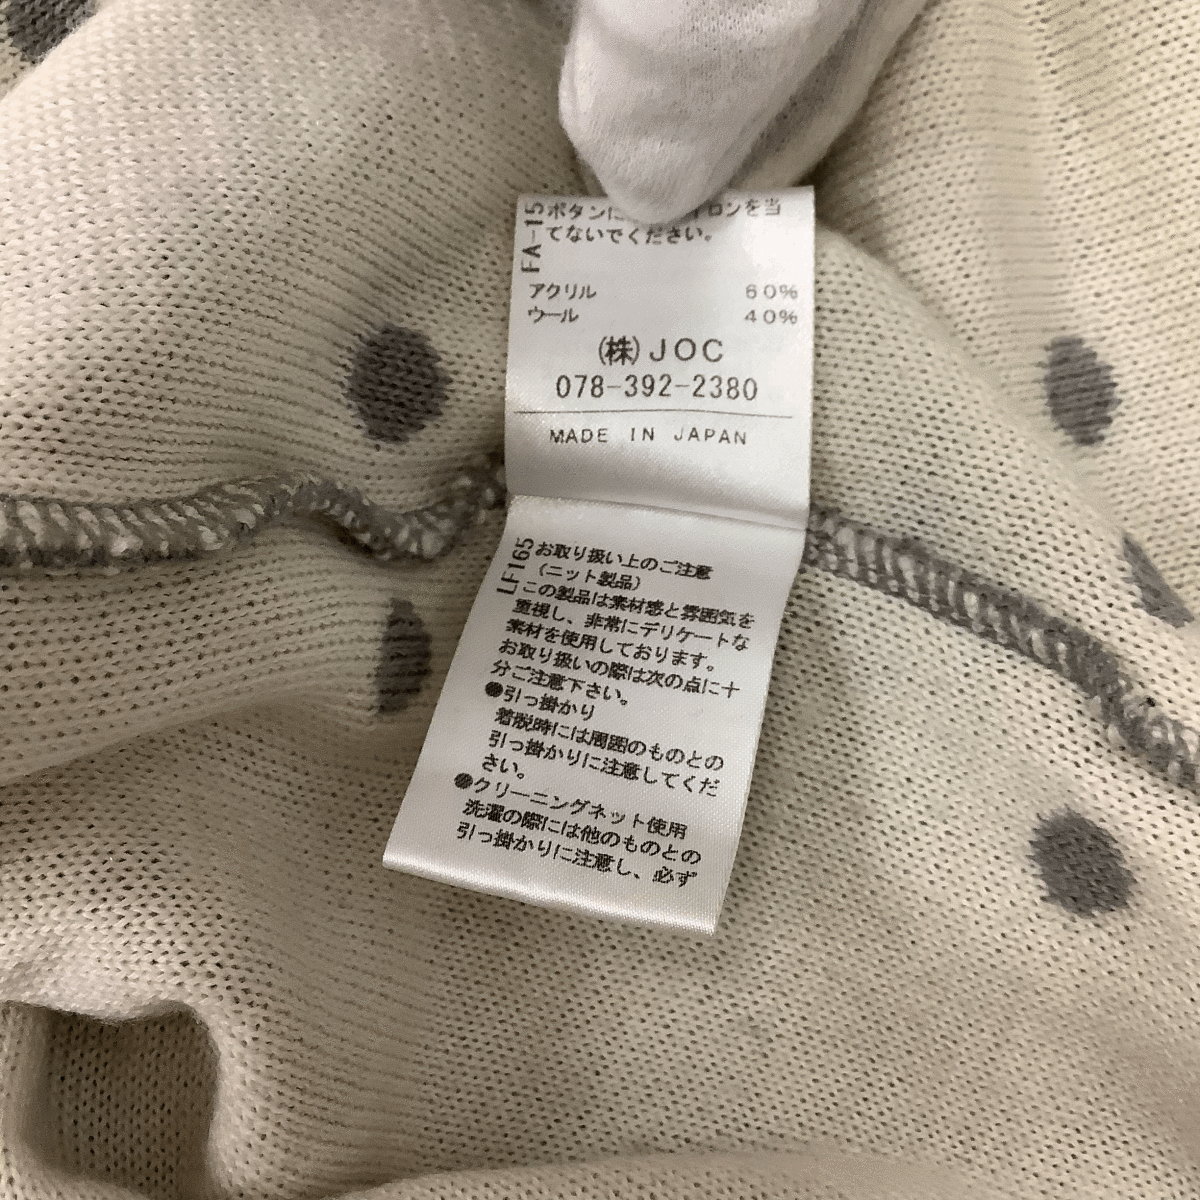 FA-15
ボタンに イロンを当
てないでください。
アクリル 60%
ウール 40%
(株)JOC
078-392-2380
MADE IN JAPAN
LF165
お取り扱い上のご注意
(ニット製品)
この製品は素材感と雰囲気を
重視し、非常にデリケートな
素材を使用しております。
お取り扱いの際は次の点に十
分ご注意下さい。
●引っ掛かり
着脱時には周囲のものとの
引っ掛かりに注意してくだ
さい。
●クリーニングネット使用
洗濯の際には他のものとの
引っ掛かりに注意し、必ず